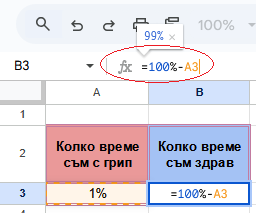 100%
99% ×
B3
fx =100%-A3
A B
1
2 Колко време съм с грип Колко време съм здрав
3 1% =100%-A3